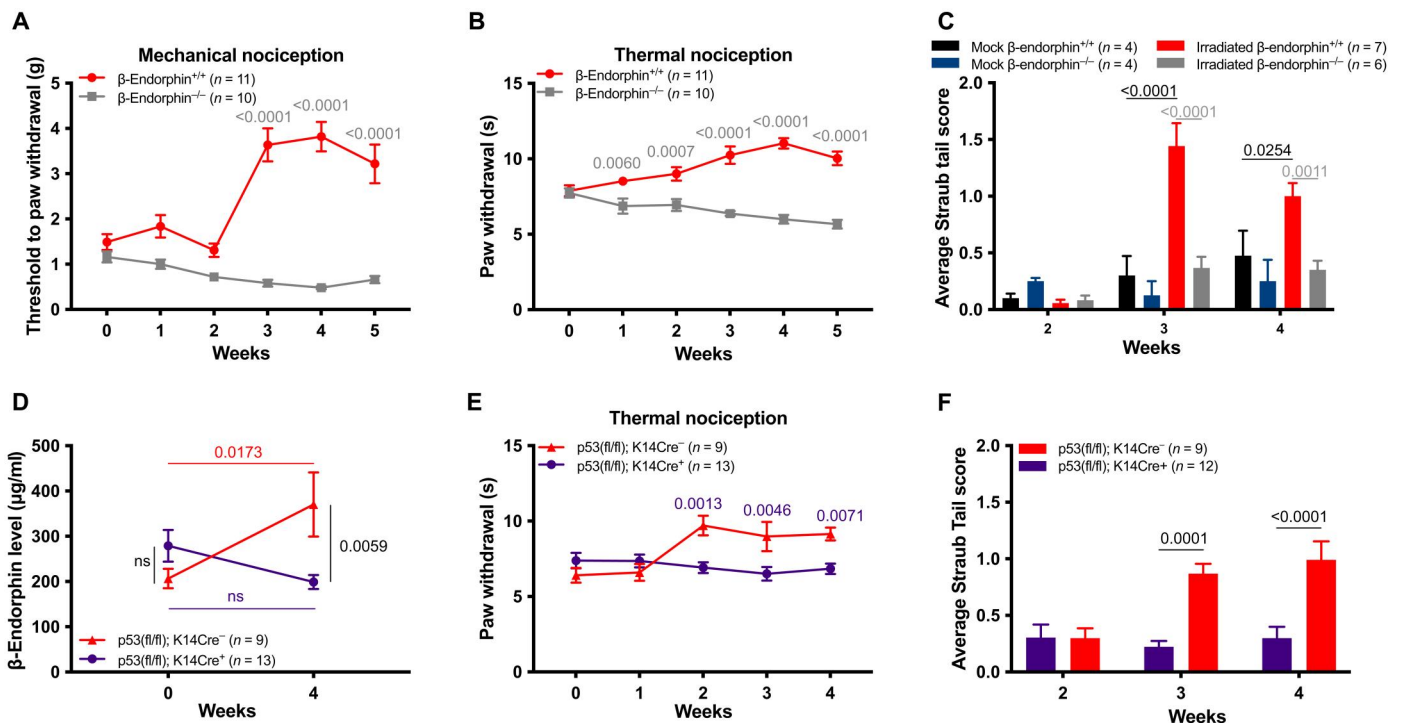 A
Mechanical nociception
β-Endorphin+/+ (n = 11)
β-Endorphin−/− (n = 10)
Threshold to paw withdrawal (g)
5
4
3
2
1
0
<0.0001
<0.0001
<0.0001
0 1 2 3 4 5
Weeks
B
Thermal nociception
β-Endorphin+/+ (n = 11)
β-Endorphin−/− (n = 10)
Paw withdrawal (s)
15
10
5
0
0.0060
0.0007
<0.0001
<0.0001
<0.0001
0 1 2 3 4 5
Weeks
C
Mock β-endorphin+/+ (n = 4)
Irradiated β-endorphin+/+ (n = 7)
Mock β-endorphin−/− (n = 4)
Irradiated β-endorphin−/− (n = 6)
Average Straub tail score
2.0
1.5
1.0
0.5
0.0
<0.0001
<0.0001
0.0254
0.0011
2 3 4
Weeks
D
β-Endorphin level (μg/ml)
500
400
300
200
100
0
0.0173
ns
0.0059
ns
p53(fl/fl); K14Cre− (n = 9)
p53(fl/fl); K14Cre+ (n = 13)
0 4
Weeks
E
Thermal nociception
p53(fl/fl); K14Cre− (n = 9)
p53(fl/fl); K14Cre+ (n = 13)
Paw withdrawal (s)
15
10
5
0
0.0013
0.0046
0.0071
0 1 2 3 4
Weeks
F
p53(fl/fl); K14Cre- (n = 9)
p53(fl/fl); K14Cre+ (n = 12)
Average Straub Tail score
2.0
1.5
1.0
0.5
0.0
0.0001
<0.0001
2 3 4
Weeks